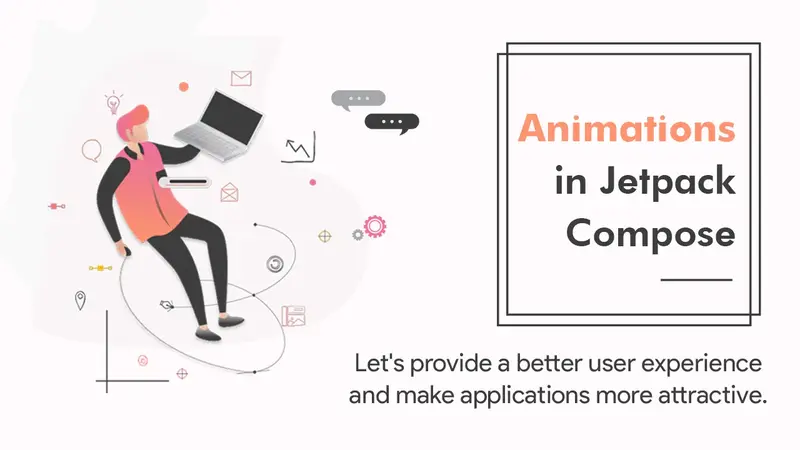 Animations
in Jetpack
Compose
Let's provide a better user experience
and make applications more attractive.